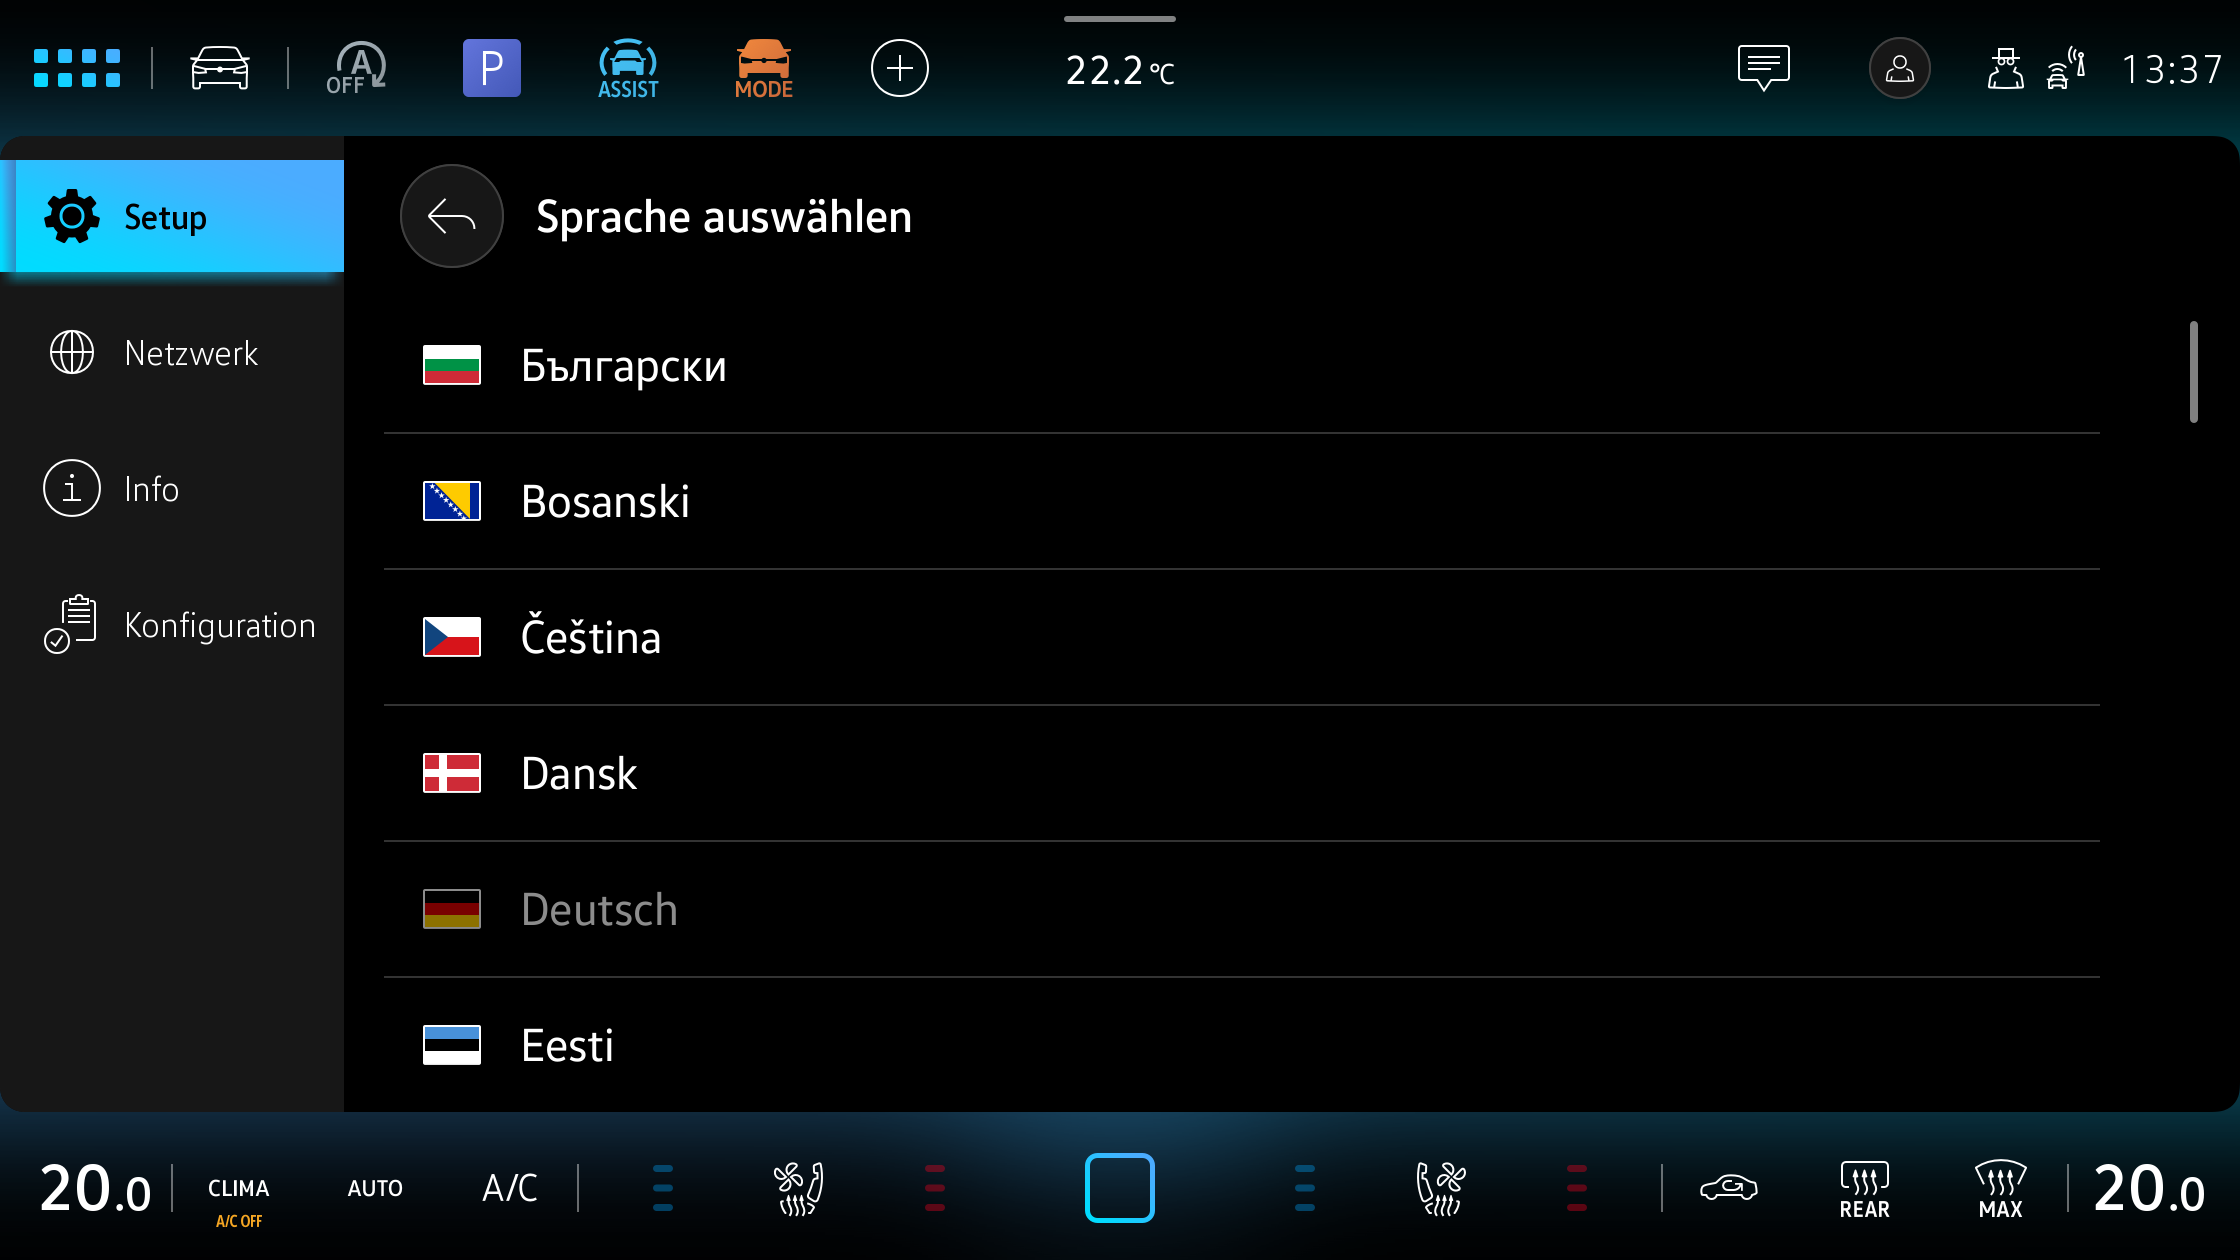 A
OFF
P
ASSIST
MODE
22.2 °C
13:37
Setup
Netzwerk
Info
Konfiguration
Sprache auswählen
Български
Bosanski
Čeština
Dansk
Deutsch
Eesti
20.0
CLIMA
A/C OFF
AUTO
A/C
REAR
MAX
20.0